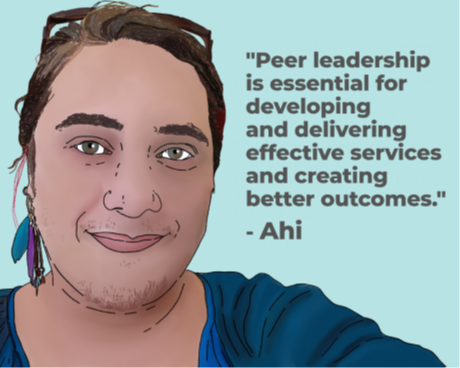 "Peer leadership
is essential for
developing
and delivering
effective services
and creating
better outcomes."
- Ahi